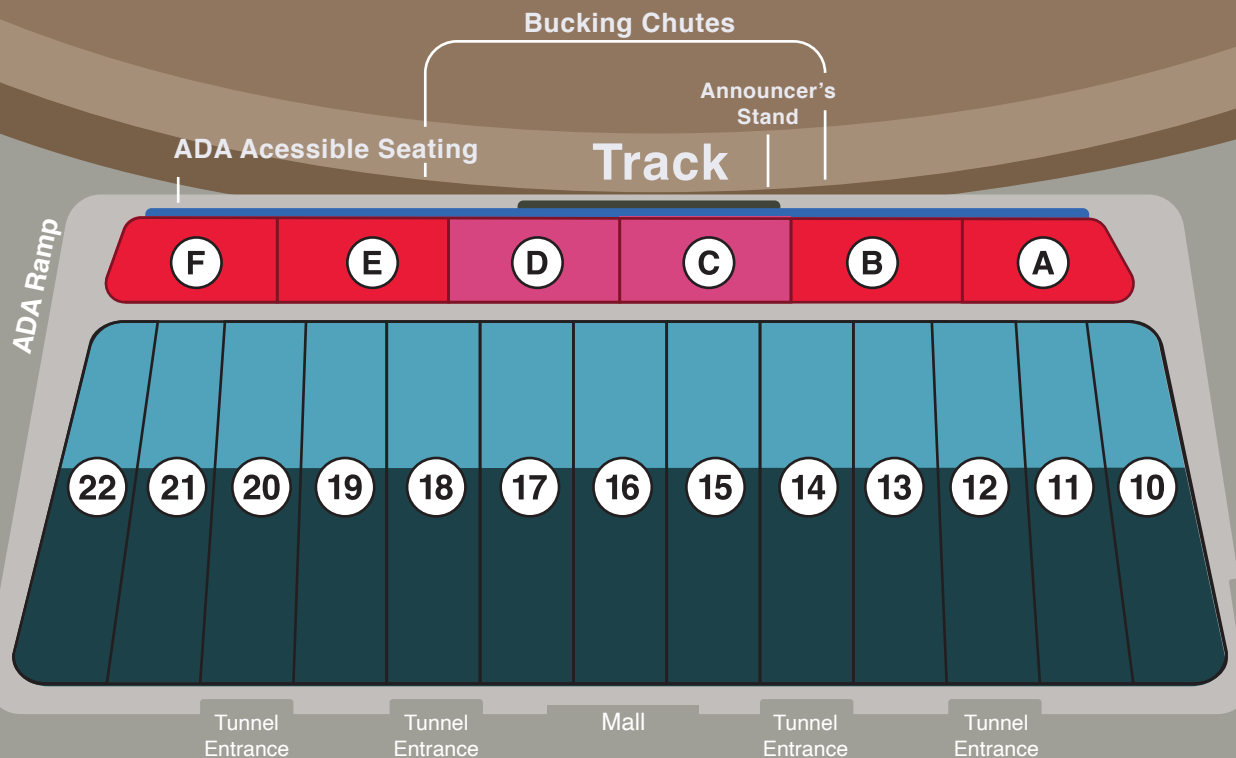 Bucking Chutes
Announcer's
Stand
ADA Acessible Seating
Track
ADA Ramp
F E D C B A
22 21 20 19 18 17 16 15 14 13 12 11 10
Tunnel
Entrance
Tunnel
Entrance
Mall
Tunnel
Entrance
Tunnel
Entrance